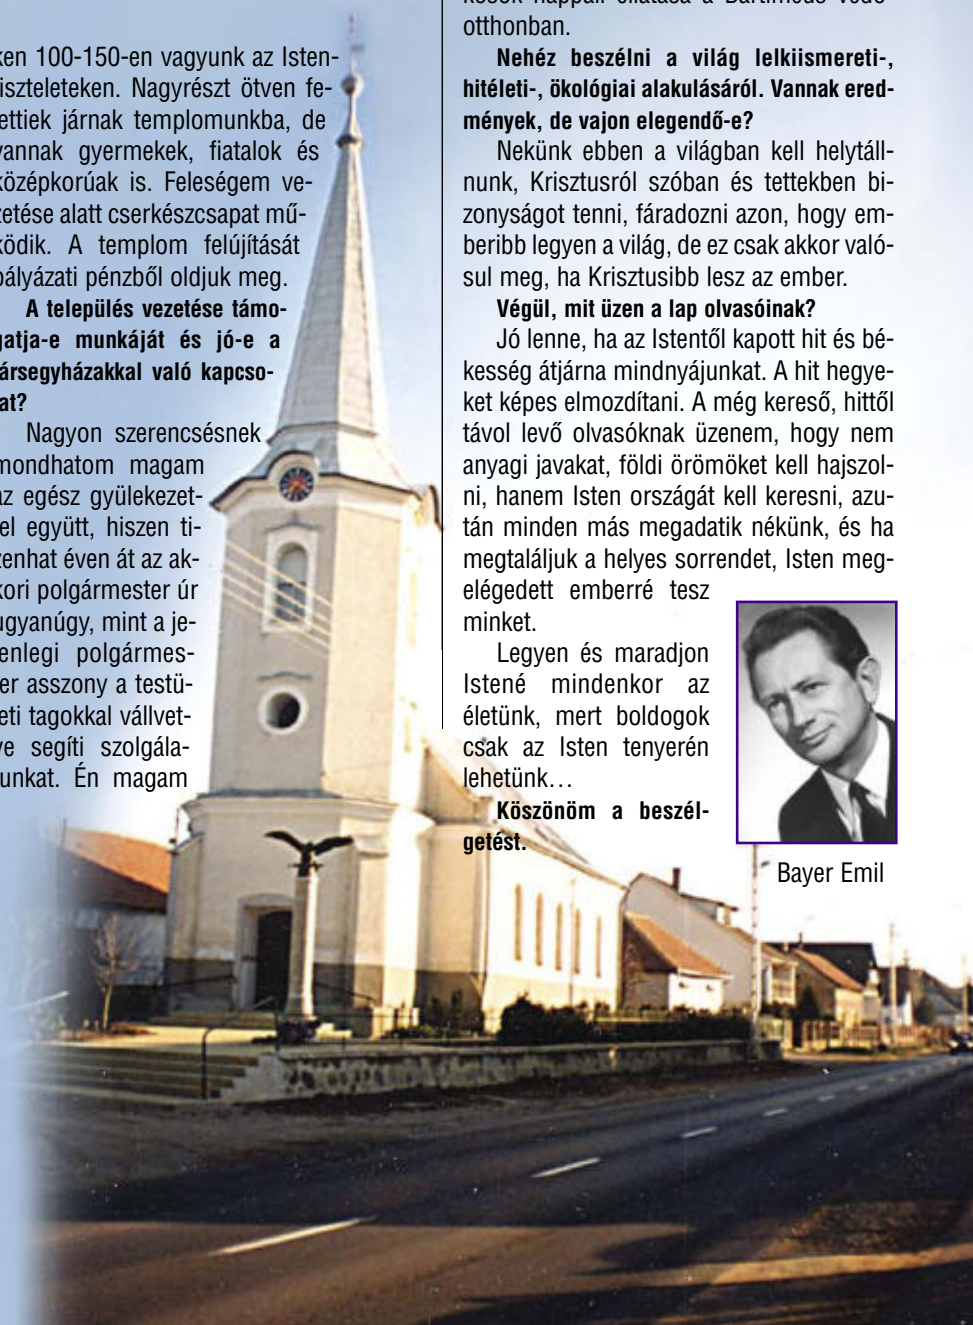 ken 100-150-en vagyunk az Isten-
tiszteleteken. Nagyrészt ötven fe-
lettiek járnak templomunkba, de
vannak gyermekek, fiatalok és
középkorúak is. Feleségem ve-
zetése alatt cserkészcsapat mű-
ködik. A templom felújítását
pályázati pénzből oldjuk meg.
A település vezetése támo-
gatja-e munkáját és jó-e a
társegyházakkal való kapcso-
lat?
Nagyon szerencsésnek
mondhatom magam
az egész gyülekezet-
tel együtt, hiszen ti-
zenhat éven át az ak-
kori polgármester úr
ugyanúgy, mint a je-
lenlegi polgármes-
ter asszony a testü-
leti tagokkal vállvet-
ve segíti szolgála-
tunkat. Én magam
otthonban.
Nehéz beszélni a világ lelkiismereti-,
hitéleti-, ökológiai alakulásáról. Vannak ered-
mények, de vajon elegendő-e?
Nekünk ebben a világban kell helytáll-
nunk, Krisztusról szóban és tettekben bi-
zonyságot tenni, fáradozni azon, hogy em-
beribb legyen a világ, de ez csak akkor való-
sul meg, ha Krisztusibb lesz az ember.
Végül, mit üzen a lap olvasóinak?
Jó lenne, ha az Istentől kapott hit és bé-
kesség átjárna mindnyájunkat. A hit hegye-
ket képes elmozdítani. A még kereső, hittől
távol levő olvasóknak üzenem, hogy nem
anyagi javakat, földi örömöket kell hajszol-
ni, hanem Isten országát kell keresni, azu-
tán minden más megadatik nékünk, és ha
megtaláljuk a helyes sorrendet, Isten meg-
elégedett emberré tesz
minket.
Legyen és maradjon
Istené mindenkor az
életünk, mert boldogok
csak az Isten tenyerén
lehetünk…
Köszönöm a beszél-
getést.
Bayer Emil